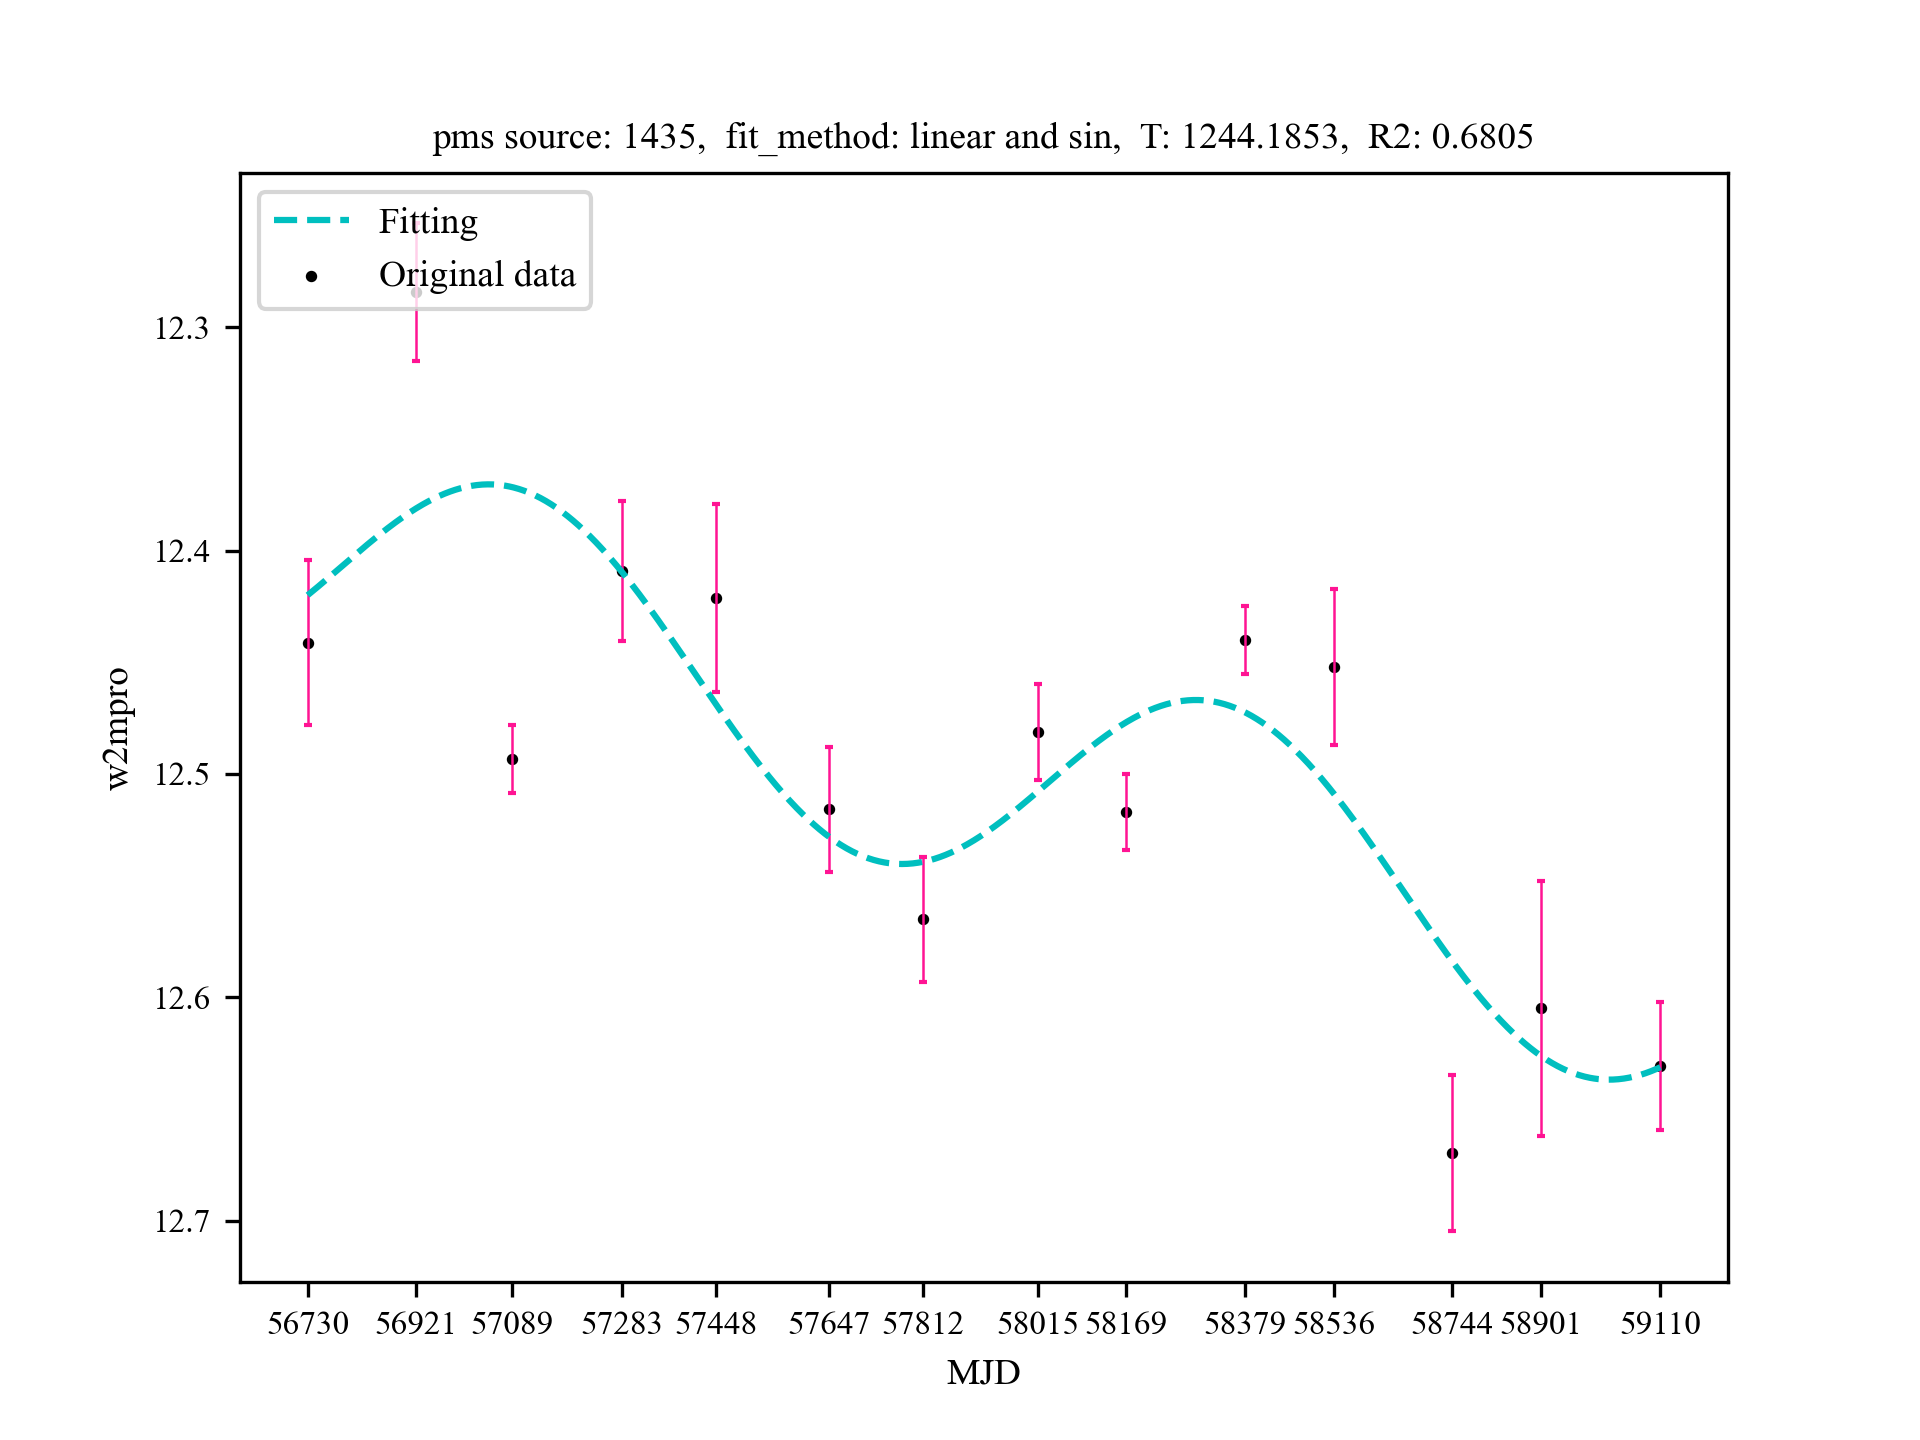 pms source: 1435, fit_method: linear and sin, T: 1244.1853, R2: 0.6805
Fitting
Original data
12.3
12.4
12.5
12.6
12.7
w2mpro
56730 56921 57089 57283 57448 57647 57812 58015 58169 58379 58536 58744 58901 59110
MJD